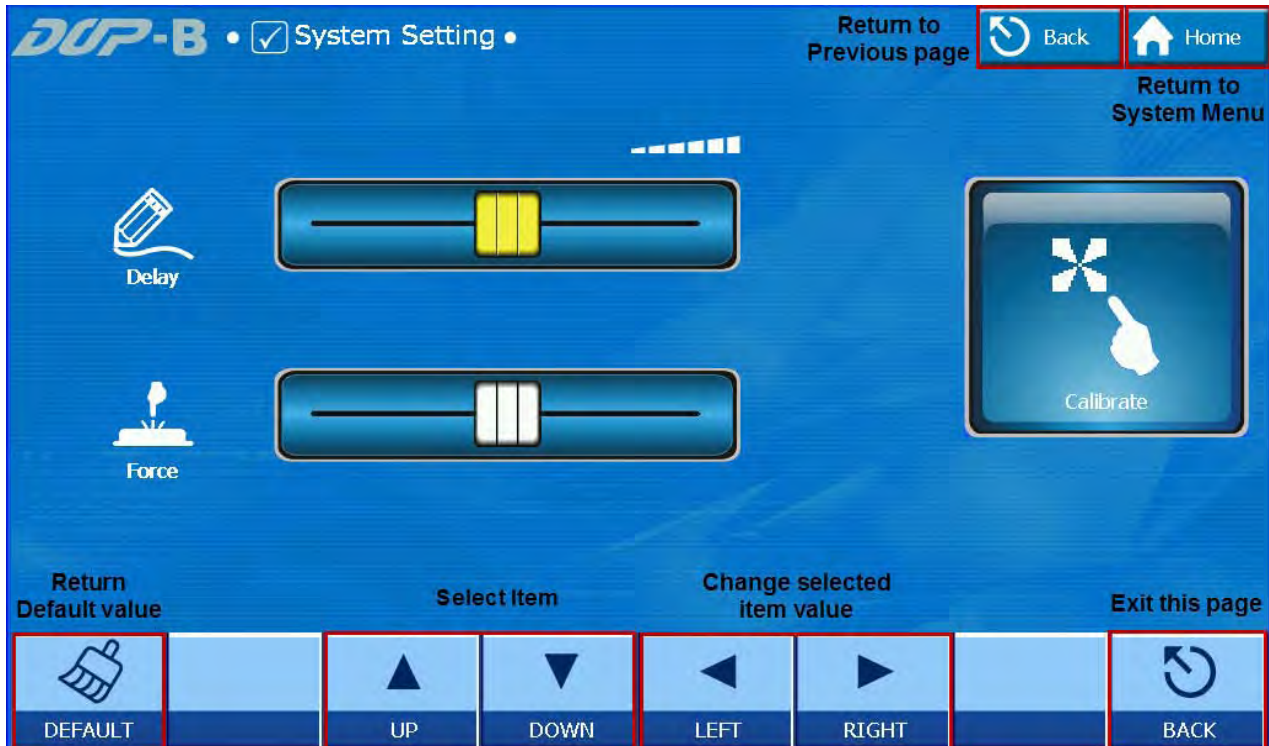 DOP-B • System Setting •
Return to
Previous page
Back
Home
Return to
System Menu
Delay
Calibrate
Force
Return
Default value
Select Item
Change selected
item value
Exit this page
DEFAULT
UP
DOWN
LEFT
RIGHT
BACK